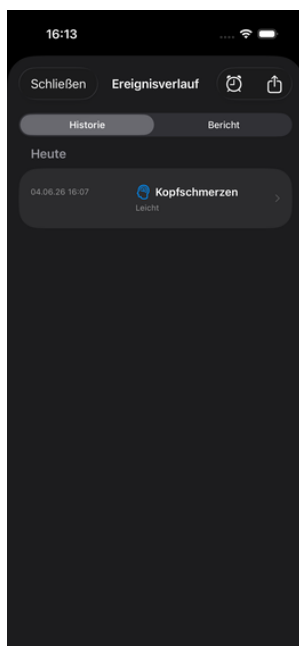 16:13
Schließen Ereignisverlauf
Historie Bericht
Heute
04.06.26 16:07 Kopfschmerzen
Leicht